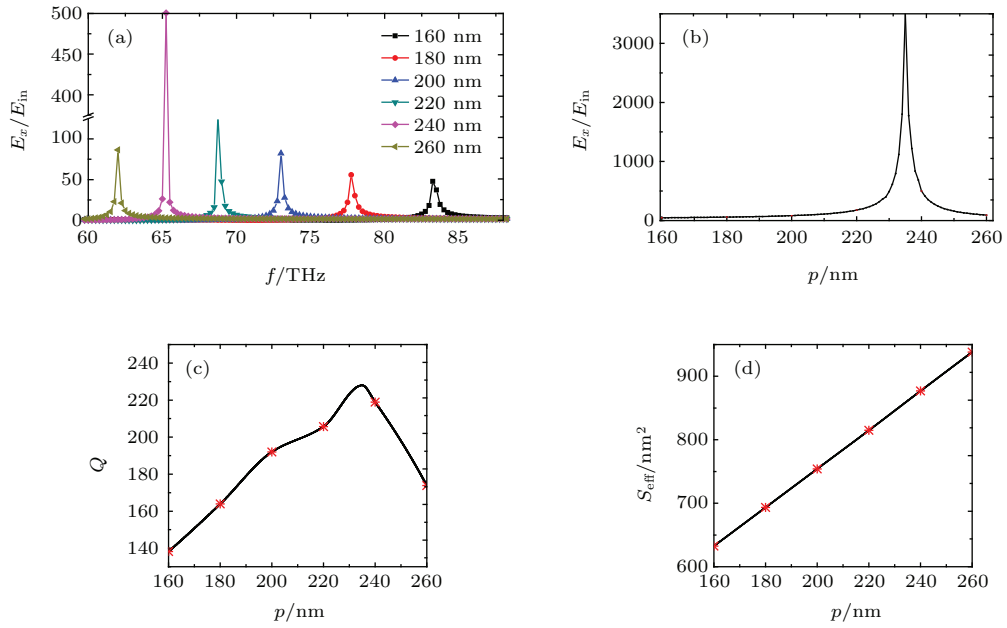 (a)
500
400
100
50
0
E_x/E_in
60 65 70 75 80 85
f/THz
160 nm
180 nm
200 nm
220 nm
240 nm
260 nm
(b)
3000
2000
1000
0
E_x/E_in
160 180 200 220 240 260
p/nm
(c)
240
220
200
180
160
140
Q
160 180 200 220 240 260
p/nm
(d)
900
800
700
600
S_eff/nm²
160 180 200 220 240 260
p/nm